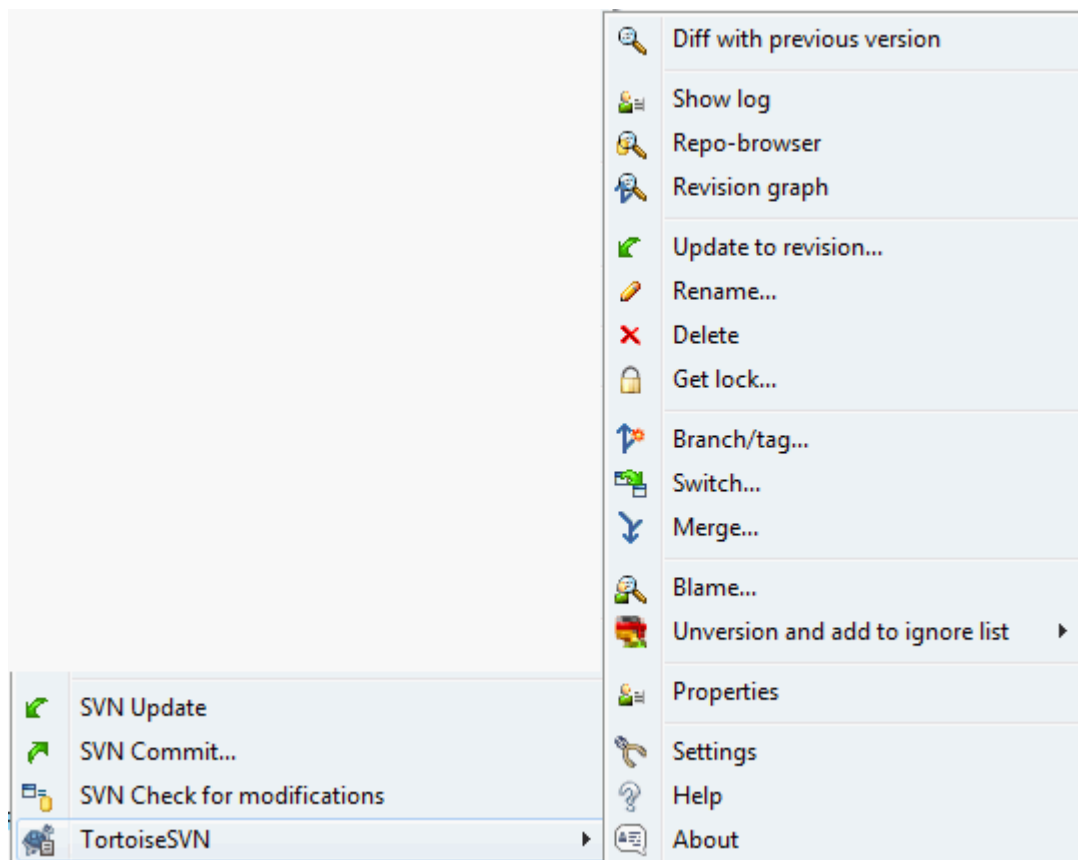 Diff with previous version
Show log
Repo-browser
Revision graph
Update to revision...
Rename...
Delete
Get lock...
Branch/tag...
Switch...
Merge...
Blame...
Unversion and add to ignore list
Properties
Settings
Help
About
SVN Update
SVN Commit...
SVN Check for modifications
TortoiseSVN